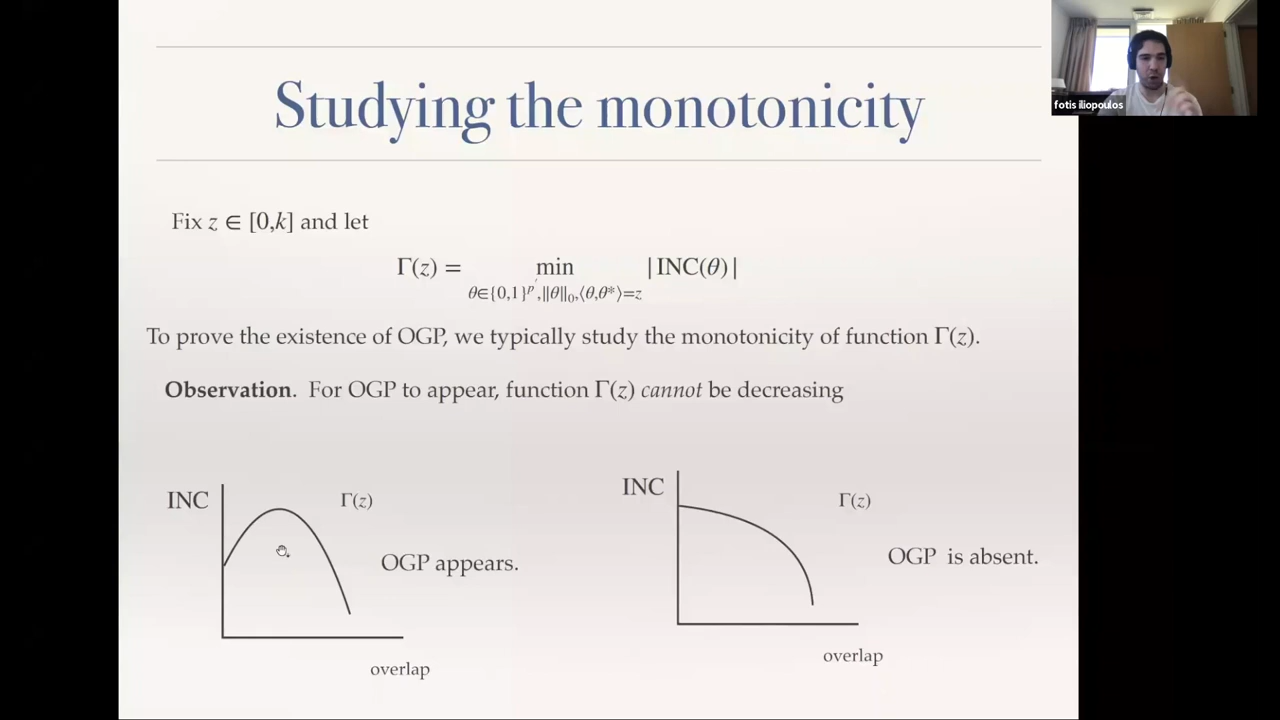 Studying the monotonicity
fotis iliopoulos
Fix z ∈ [0,k] and let
Γ(z) = min |INC(θ)|
θ∈{0,1}^p,‖θ‖₀,⟨θ,θ*⟩=z
To prove the existence of OGP, we typically study the monotonicity of function Γ(z).
Observation. For OGP to appear, function Γ(z) cannot be decreasing
INC
Γ(z)
OGP appears.
overlap
INC
Γ(z)
OGP is absent.
overlap